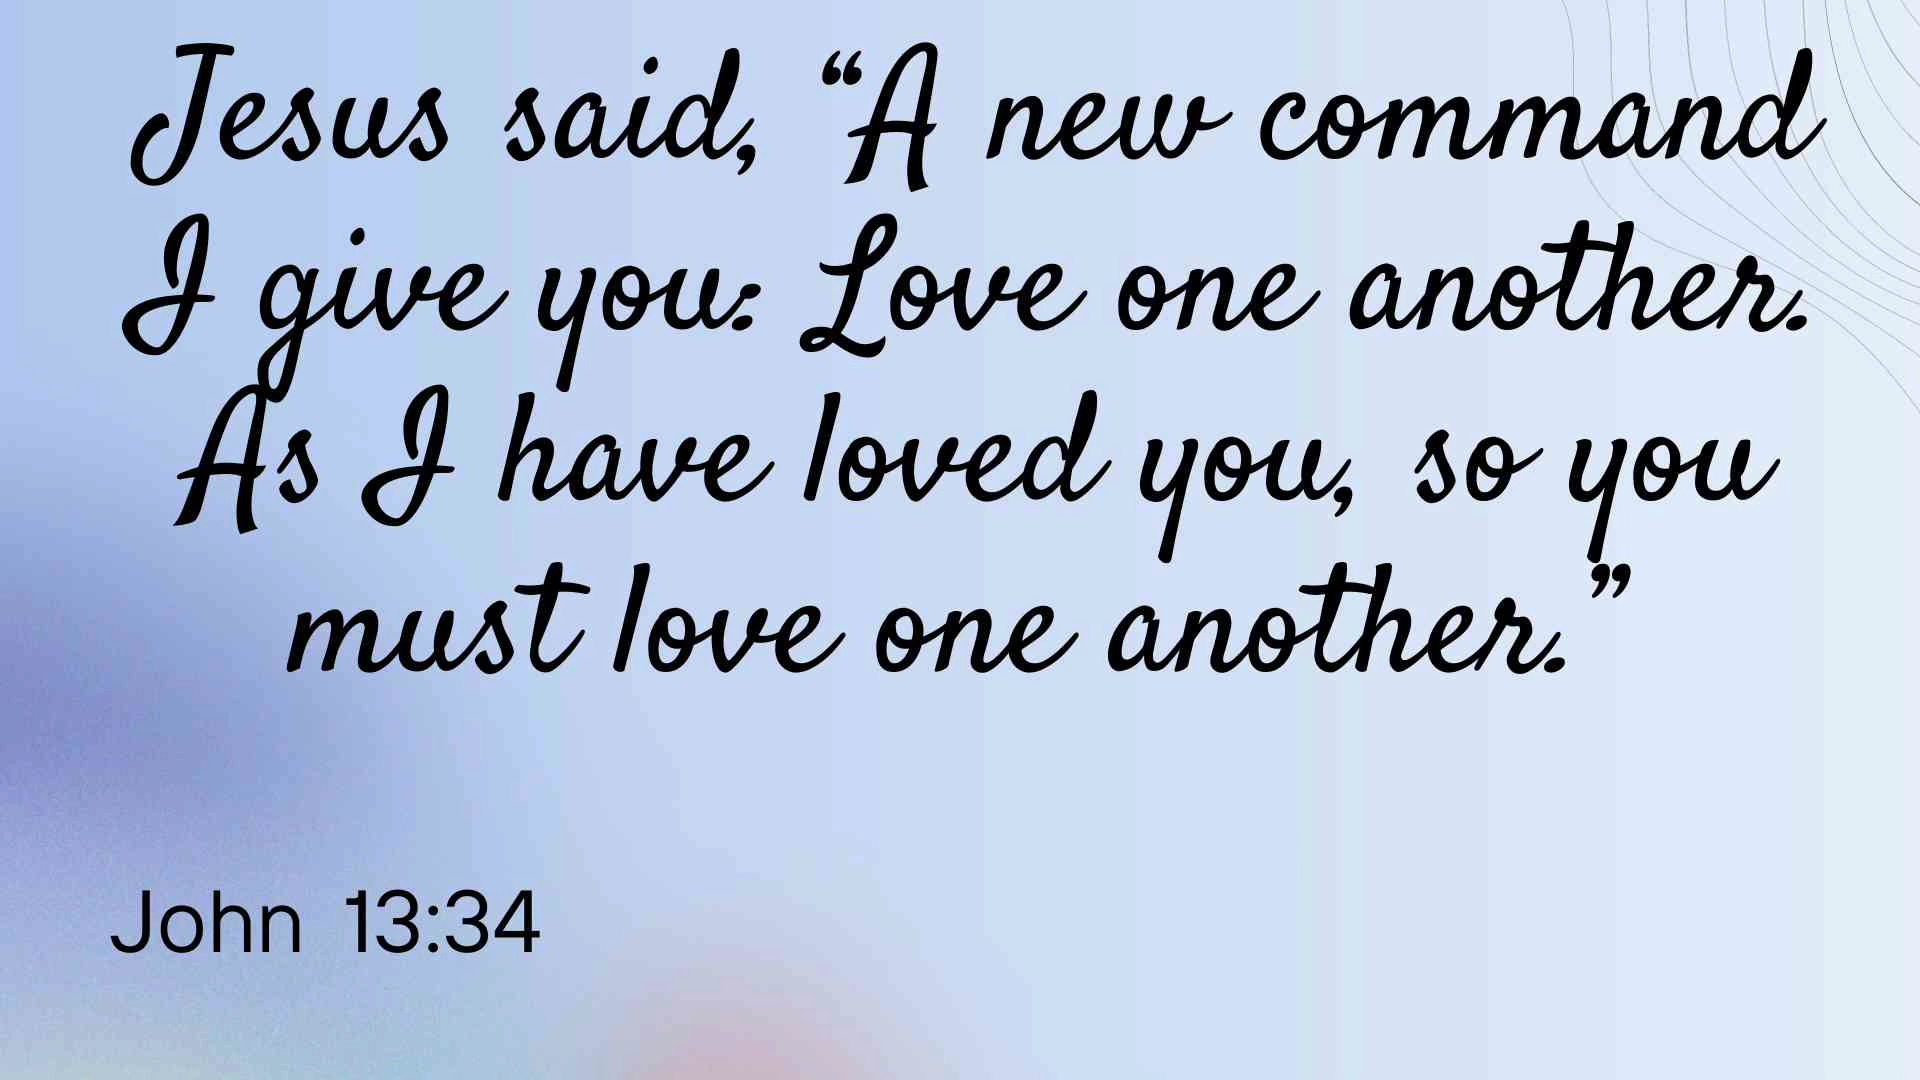 Jesus said, “A new command
I give you: Love one another.
As I have loved you, so you
must love one another.”
John 13:34